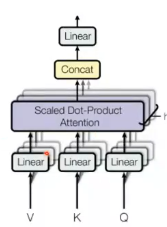 Linear
Concat
Scaled Dot-Product
Attention
h
Linear Linear Linear
V K Q